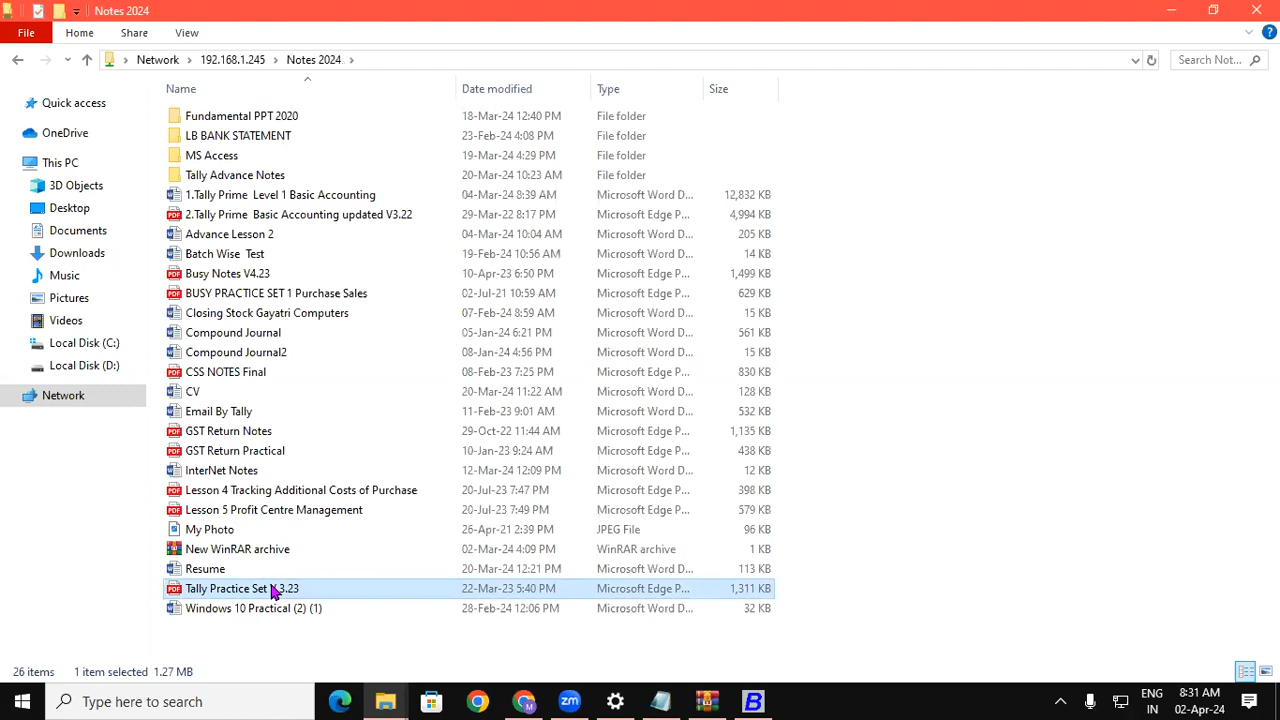 Notes 2024
File Home Share View
Network 192.168.1.245 Notes 2024 Search Not...
Name Date modified Type Size
Quick access
OneDrive
This PC
3D Objects
Desktop
Documents
Downloads
Music
Pictures
Videos
Local Disk (C:)
Local Disk (D:)
Network
Fundamental PPT 2020 18-Mar-24 12:40 PM File folder
LB BANK STATEMENT 23-Feb-24 4:08 PM File folder
MS Access 19-Mar-24 4:29 PM File folder
Tally Advance Notes 20-Mar-24 10:23 AM File folder
1.Tally Prime Level 1 Basic Accounting 04-Mar-24 8:39 AM Microsoft Word D... 12,832 KB
2.Tally Prime Basic Accounting updated V3.22 29-Mar-22 8:17 PM Microsoft Edge P... 4,994 KB
Advance Lesson 2 04-Mar-24 10:04 AM Microsoft Word D... 205 KB
Batch Wise Test 19-Feb-24 10:56 AM Microsoft Word D... 14 KB
Busy Notes V4.23 10-Apr-23 6:50 PM Microsoft Edge P... 1,499 KB
BUSY PRACTICE SET 1 Purchase Sales 02-Jul-21 10:59 AM Microsoft Edge P... 629 KB
Closing Stock Gayatri Computers 07-Feb-24 8:59 AM Microsoft Word D... 15 KB
Compound Journal 05-Jan-24 6:21 PM Microsoft Word D... 561 KB
Compound Journal2 08-Jan-24 4:56 PM Microsoft Word D... 15 KB
CSS NOTES Final 08-Feb-23 7:25 PM Microsoft Edge P... 830 KB
CV 20-Mar-24 11:22 AM Microsoft Word D... 128 KB
Email By Tally 11-Feb-23 9:01 AM Microsoft Word D... 532 KB
GST Return Notes 29-Oct-22 11:44 AM Microsoft Edge P... 1,135 KB
GST Return Practical 10-Jan-23 9:24 AM Microsoft Edge P... 438 KB
InterNet Notes 12-Mar-24 12:09 PM Microsoft Word D... 12 KB
Lesson 4 Tracking Additional Costs of Purchase 20-Jul-23 7:47 PM Microsoft Edge P... 398 KB
Lesson 5 Profit Centre Management 20-Jul-23 7:49 PM Microsoft Edge P... 579 KB
My Photo 26-Apr-21 2:39 PM JPEG File 96 KB
New WinRAR archive 02-Mar-24 4:09 PM WinRAR archive 1 KB
Resume 20-Mar-24 12:21 PM Microsoft Word D... 113 KB
Tally Practice Set V.3.23 22-Mar-23 5:40 PM Microsoft Edge P... 1,311 KB
Windows 10 Practical (2) (1) 28-Feb-24 12:06 PM Microsoft Word D... 32 KB
26 items 1 item selected 1.27 MB
Type here to search
ENG 8:31 AM
IN 02-Apr-24